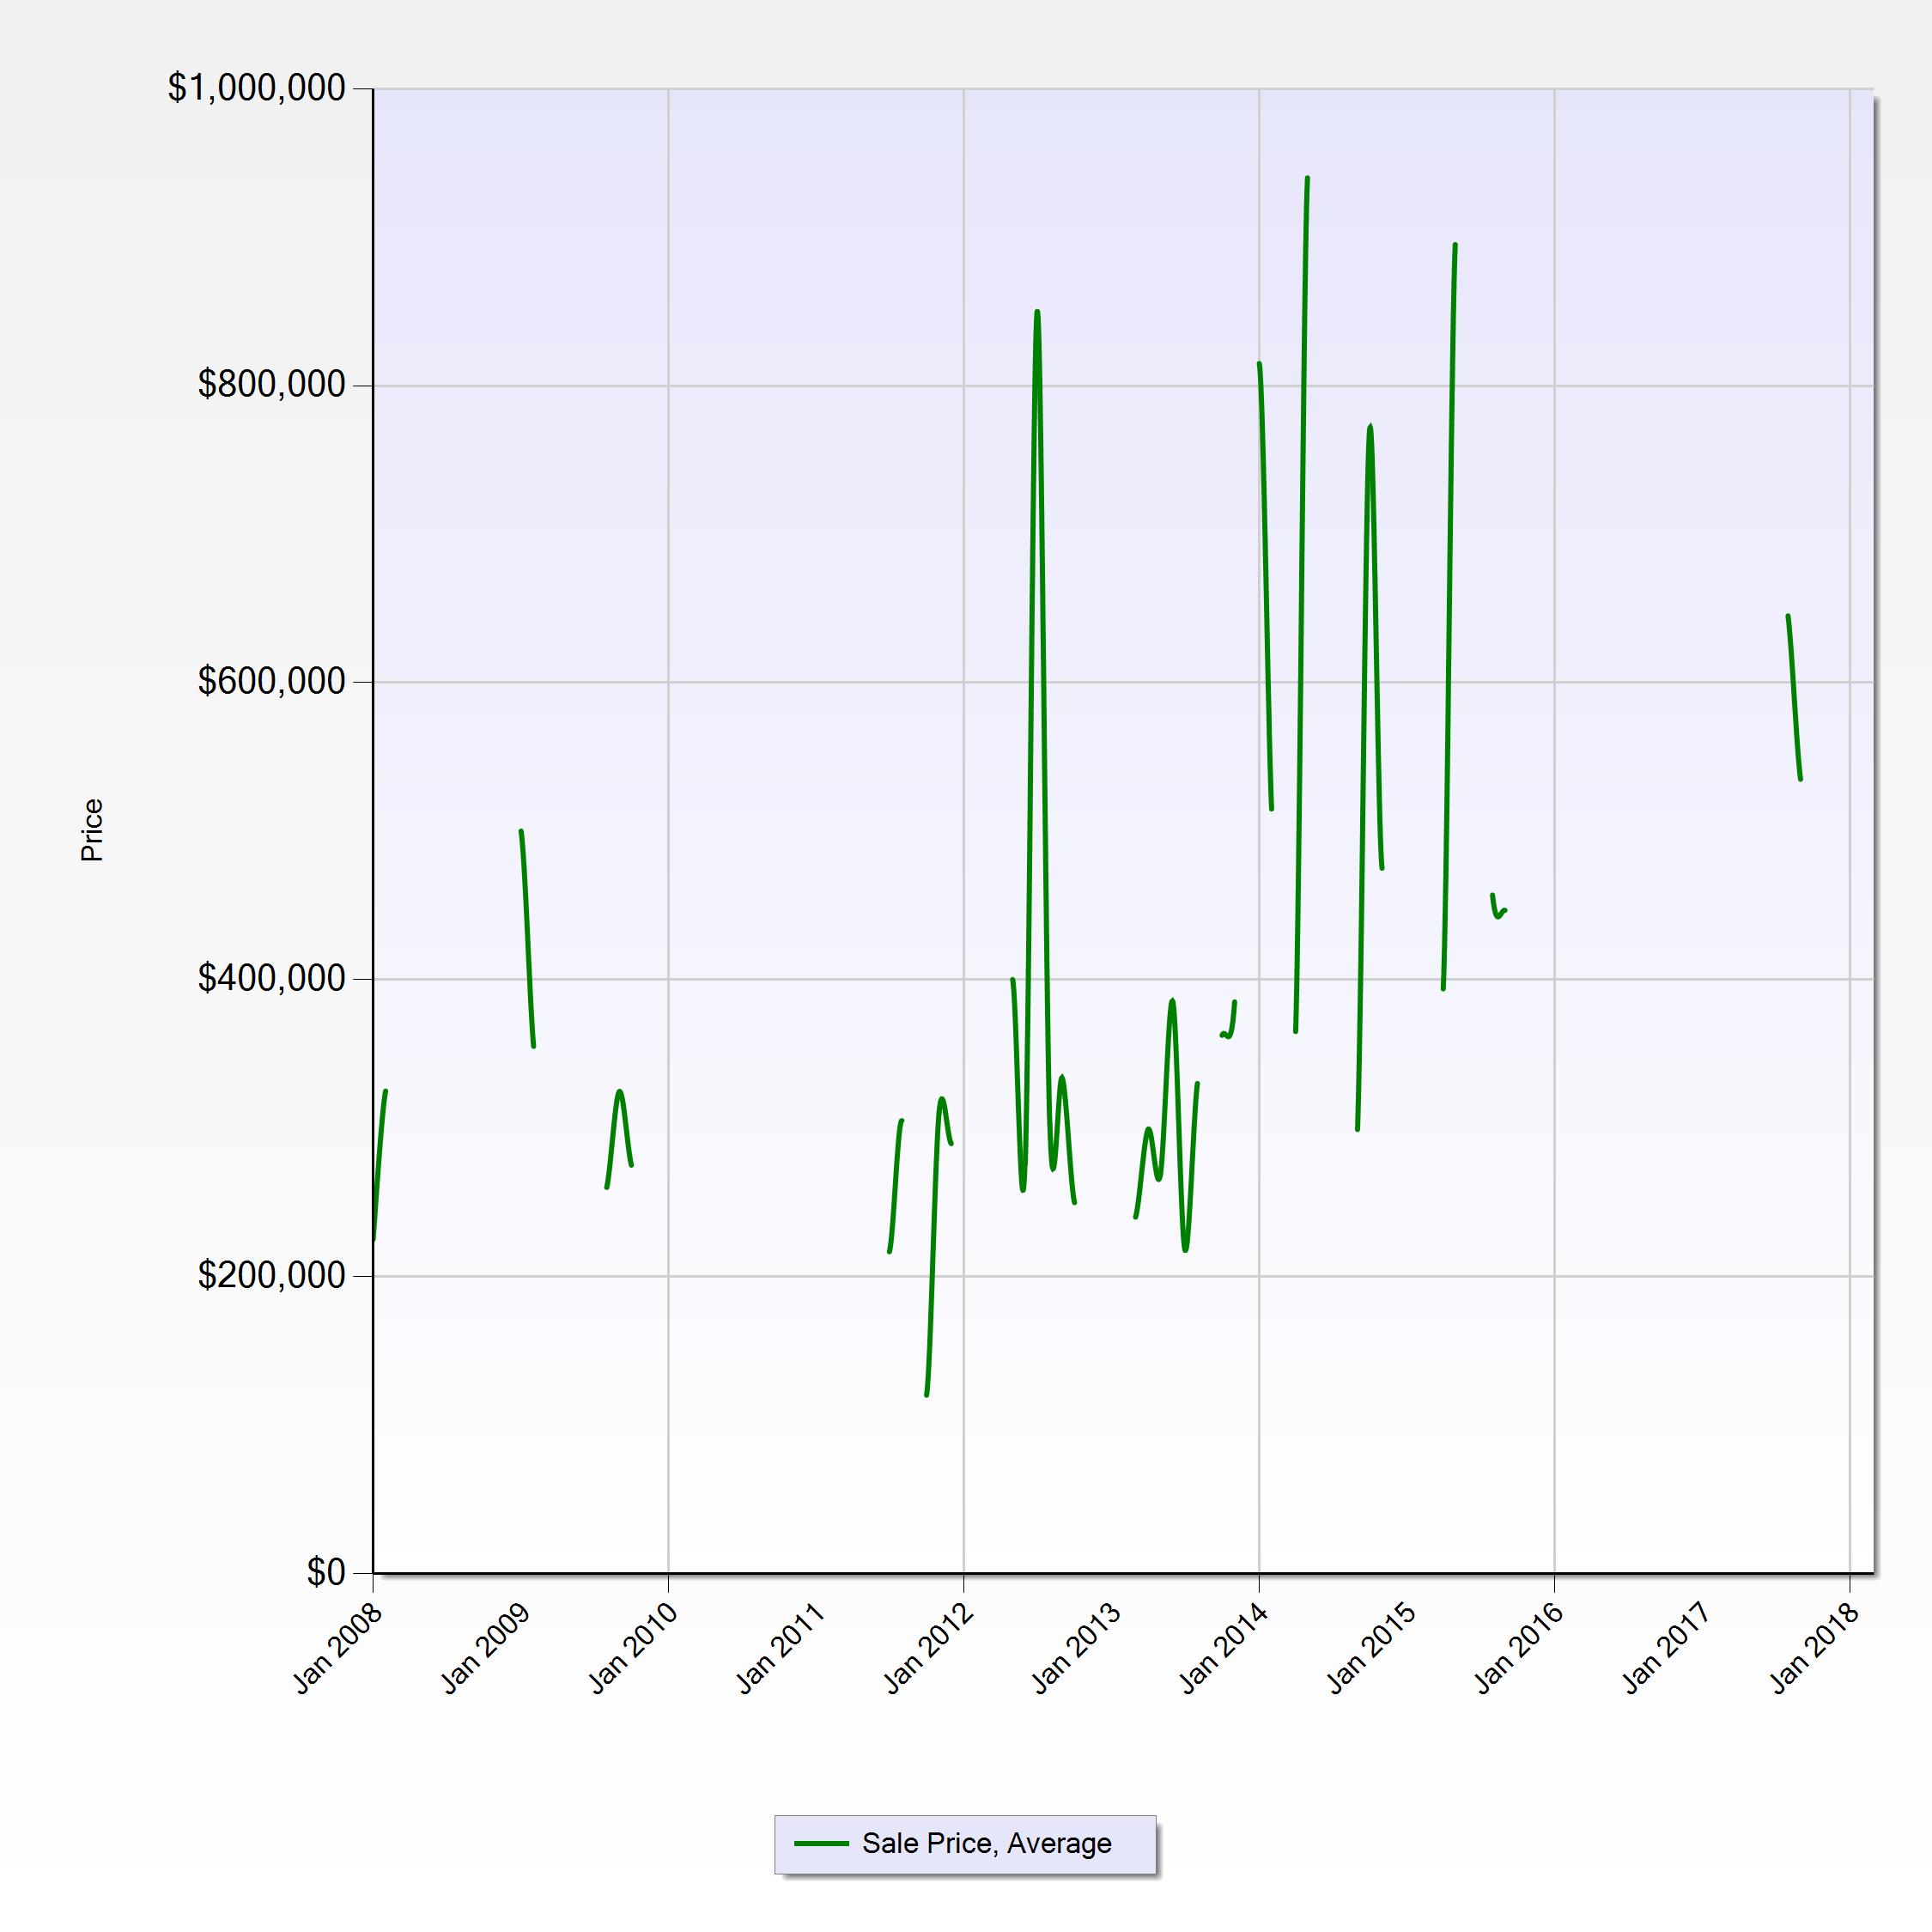 $1,000,000
$800,000
$600,000
$400,000
$200,000
$0
Price
Jan 2008
Jan 2009
Jan 2010
Jan 2011
Jan 2012
Jan 2013
Jan 2014
Jan 2015
Jan 2016
Jan 2017
Jan 2018
Sale Price, Average